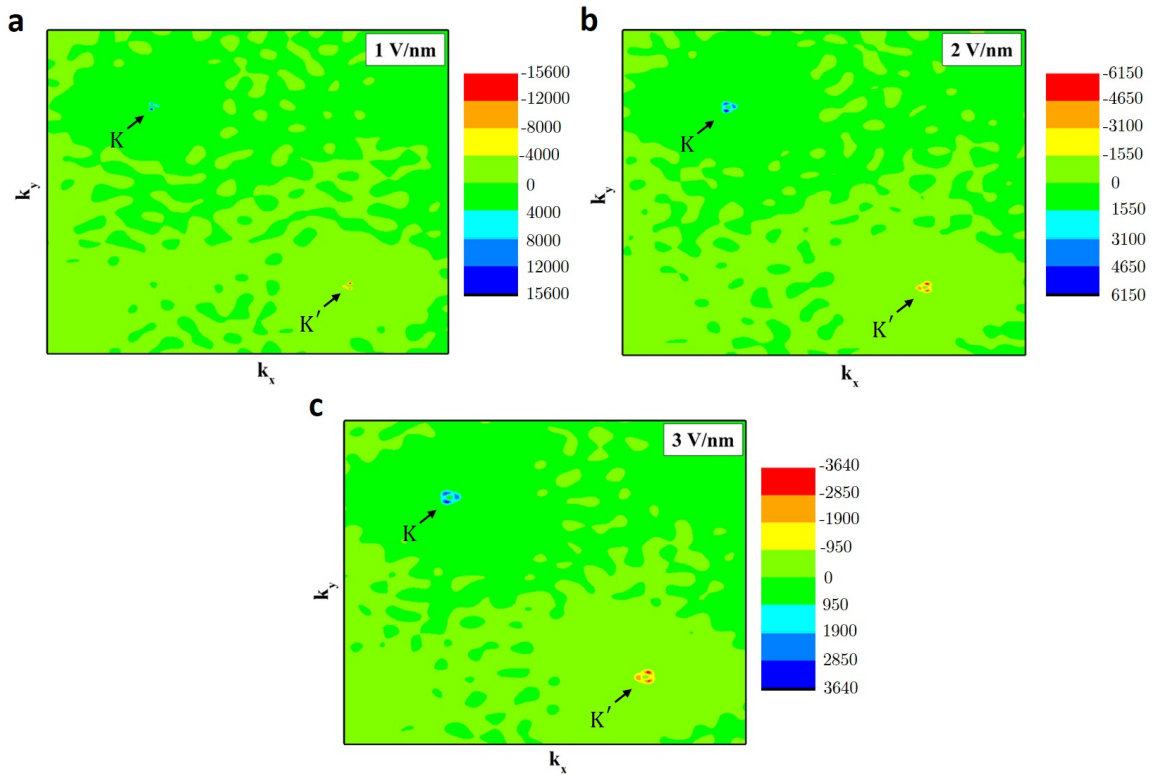 a
1 V/nm
K
K′
k_y
k_x
-15600
-12000
-8000
-4000
0
4000
8000
12000
15600
b
2 V/nm
K
K′
k_y
k_x
-6150
-4650
-3100
-1550
0
1550
3100
4650
6150
c
3 V/nm
K
K′
k_y
k_x
-3640
-2850
-1900
-950
0
950
1900
2850
3640